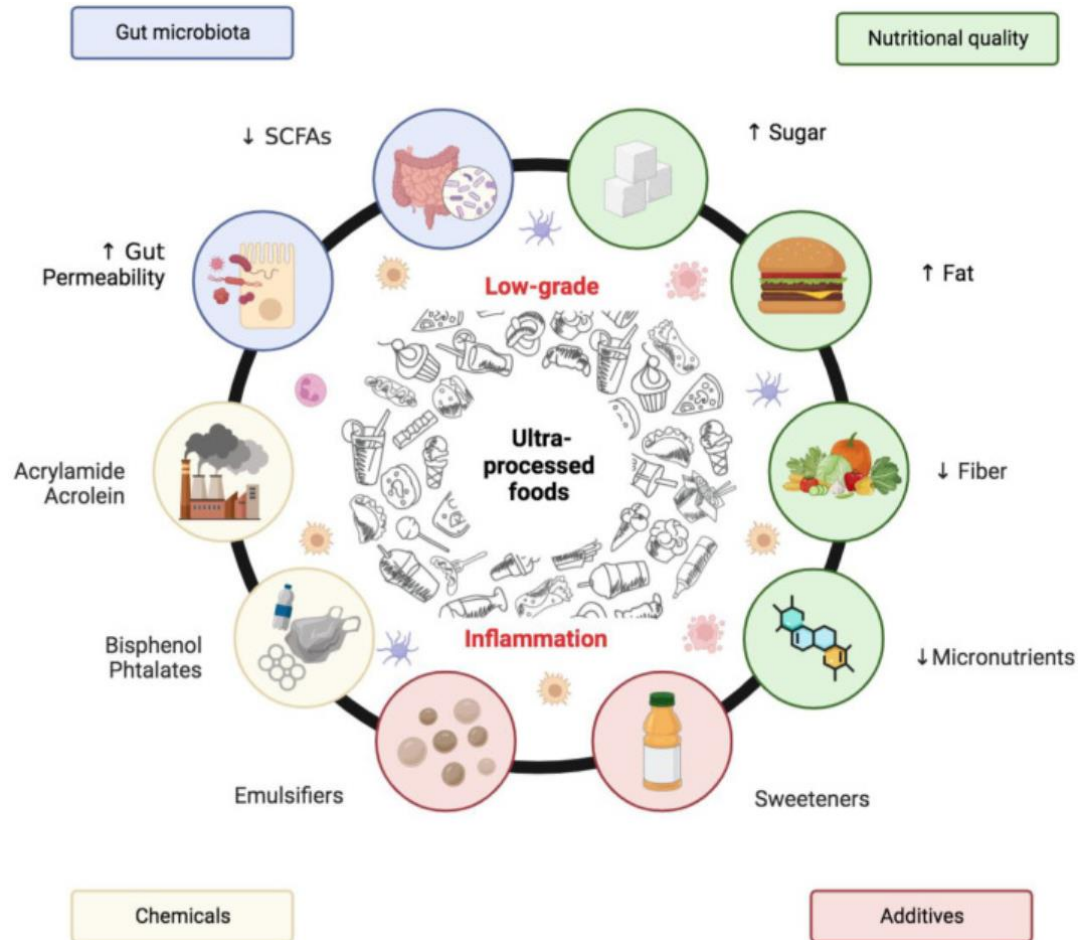 Gut microbiota
Nutritional quality
↓ SCFAs
↑ Sugar
↑ Gut
Permeability
↑ Fat
Low-grade
Ultra-
processed
foods
Acrylamide
Acrolein
↓ Fiber
Bisphenol
Phtalates
Inflammation
↓Micronutrients
Emulsifiers
Sweeteners
Chemicals
Additives